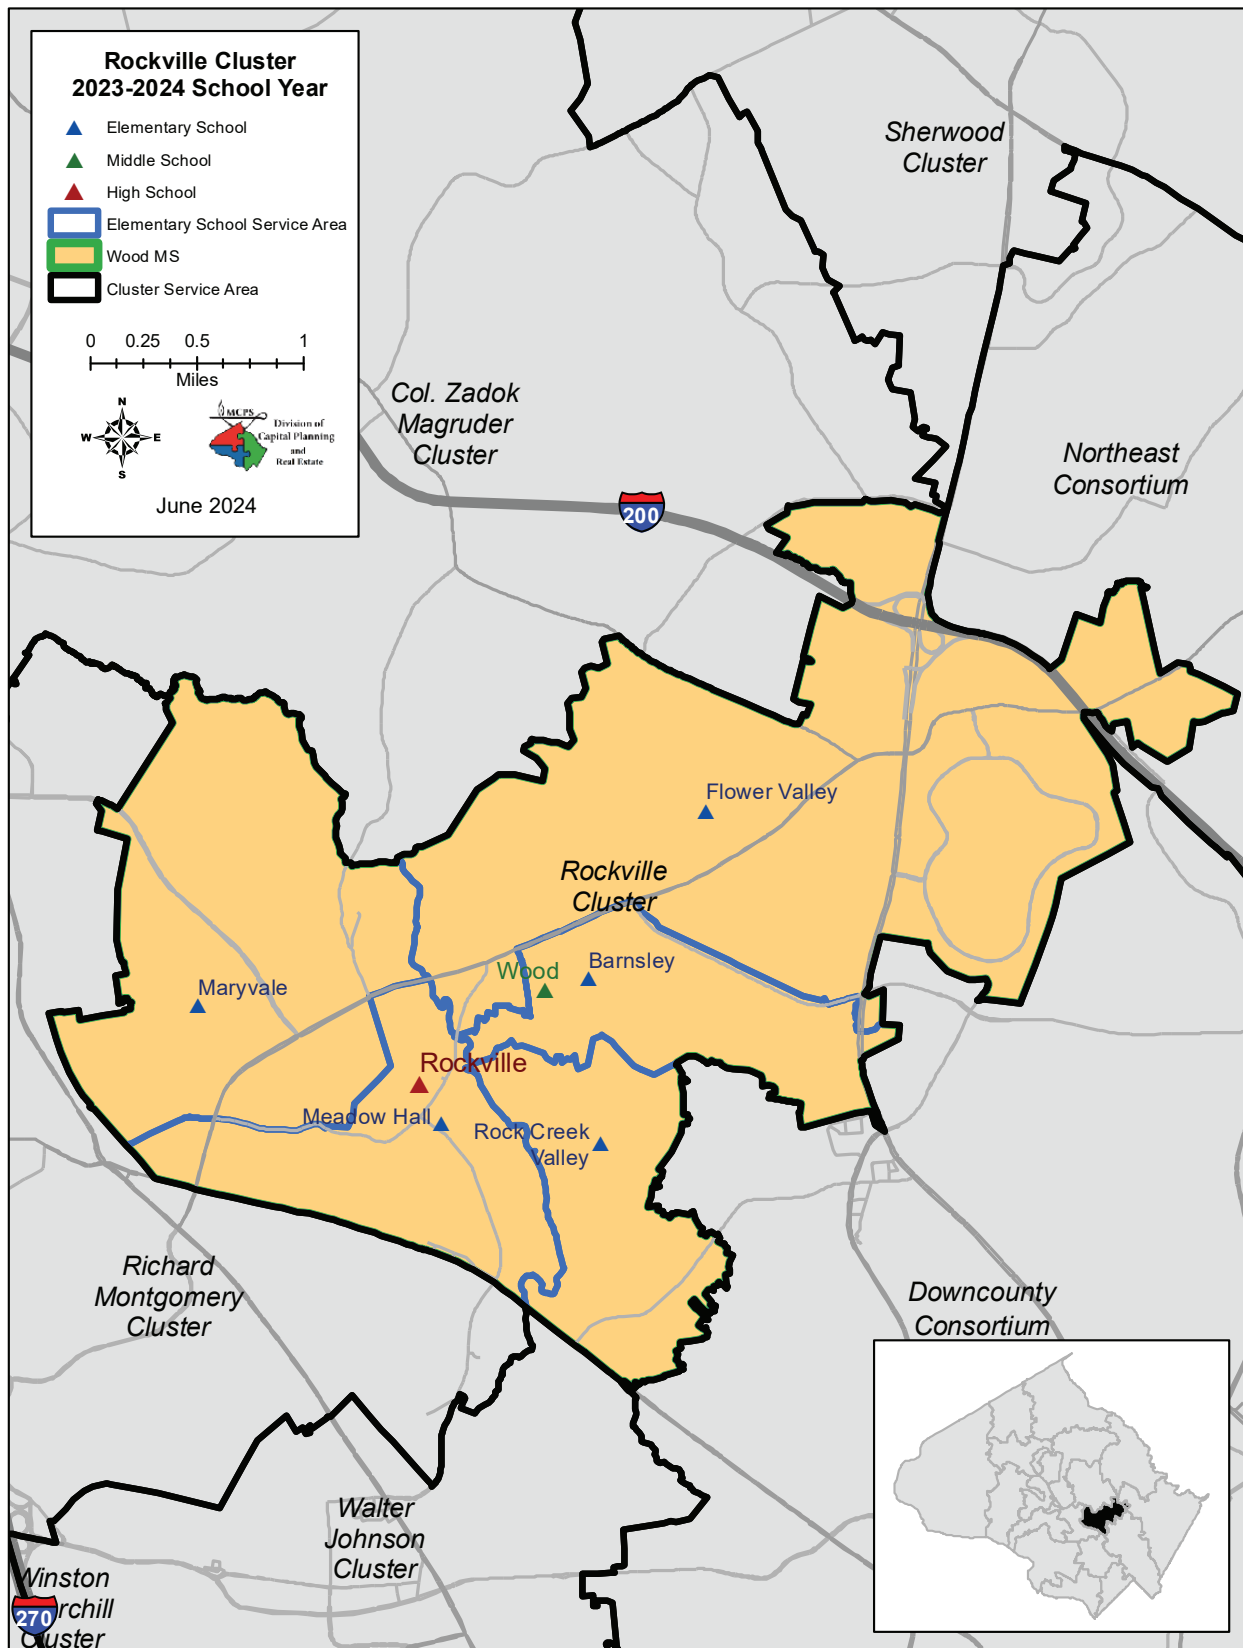 Rockville Cluster
2023-2024 School Year
Elementary School
Middle School
High School
Elementary School Service Area
Wood MS
Cluster Service Area
0 0.25 0.5 1
Miles
N
W E
S
MCPS
Division of
Capital Planning
and
Real Estate
June 2024
Sherwood
Cluster
Col. Zadok
Magruder
Cluster
Northeast
Consortium
200
Flower Valley
Rockville
Cluster
Barnsley
Wood
Maryvale
Rockville
Meadow Hall
Rock Creek
Valley
Richard
Montgomery
Cluster
Downcounty
Consortium
Walter
Johnson
Cluster
Winston
rchill
Cluster
270